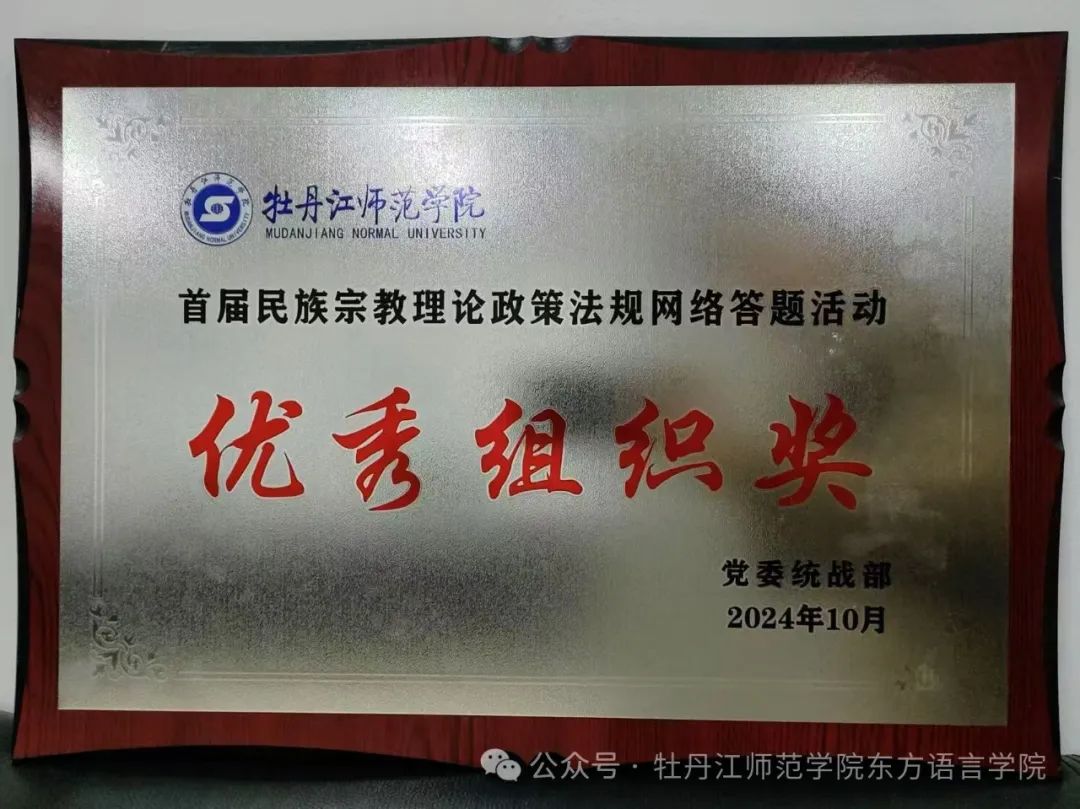 牡丹江师范学院
MUDANJIANG NORMAL UNIVERSITY
首届民族宗教理论政策法规网络答题活动
优秀组织奖
党委统战部
2024年10月
公众号·牡丹江师范学院东方语言学院